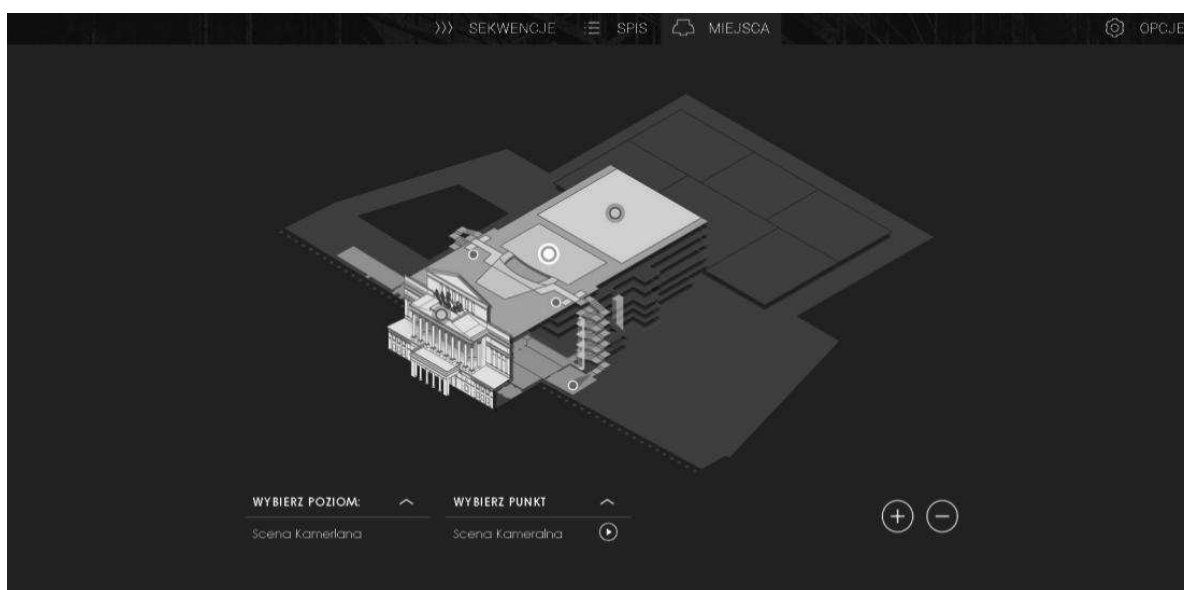 ››› SEKWENCJE SPIS MIEJSCA OPCJE
WYBIERZ POZIOM: WYBIERZ PUNKT
Scena Kamerlana Scena Kameralna